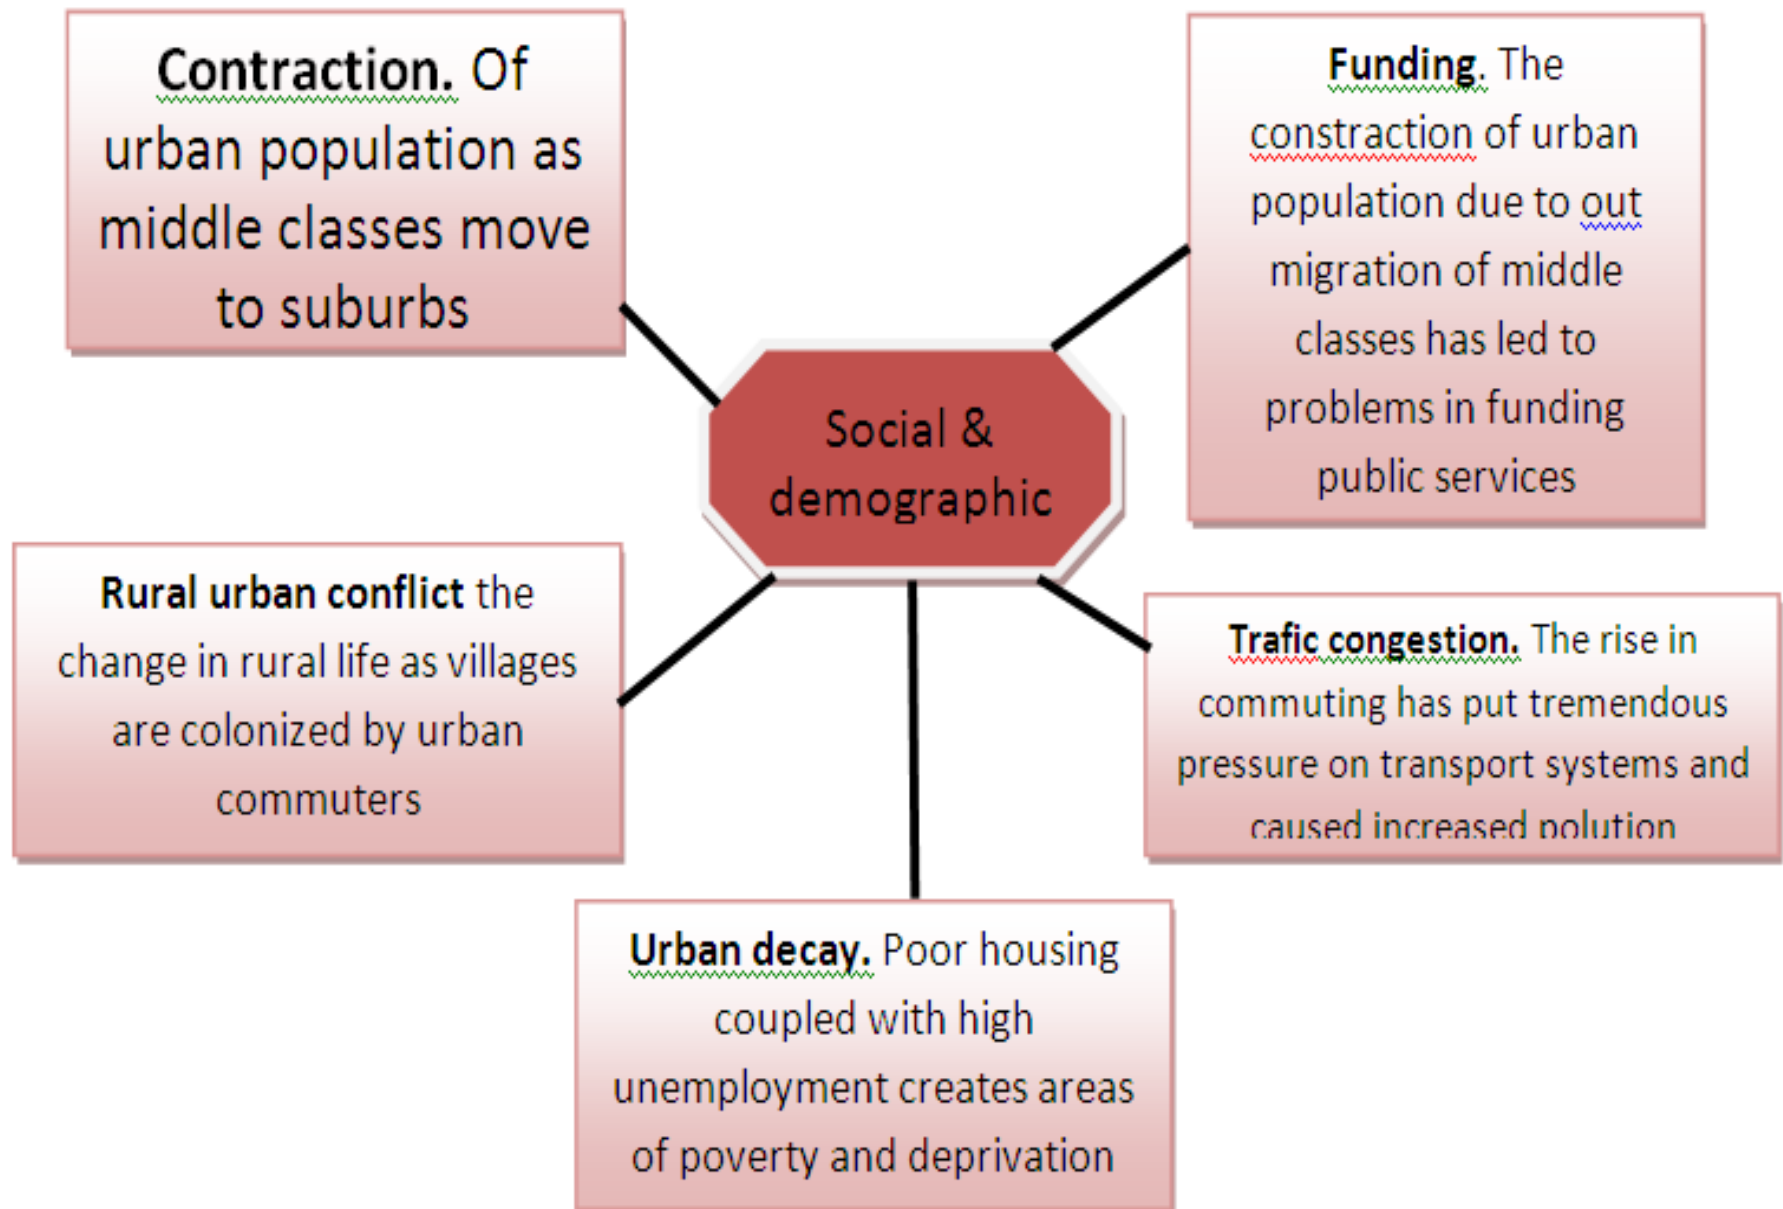 Contraction. Of
urban population as
middle classes move
to suburbs
Funding. The
constraction of urban
population due to out
migration of middle
classes has led to
problems in funding
public services
Social &
demographic
Rural urban conflict the
change in rural life as villages
are colonized by urban
commuters
Trafic congestion. The rise in
commuting has put tremendous
pressure on transport systems and
caused increased polution
Urban decay. Poor housing
coupled with high
unemployment creates areas
of poverty and deprivation